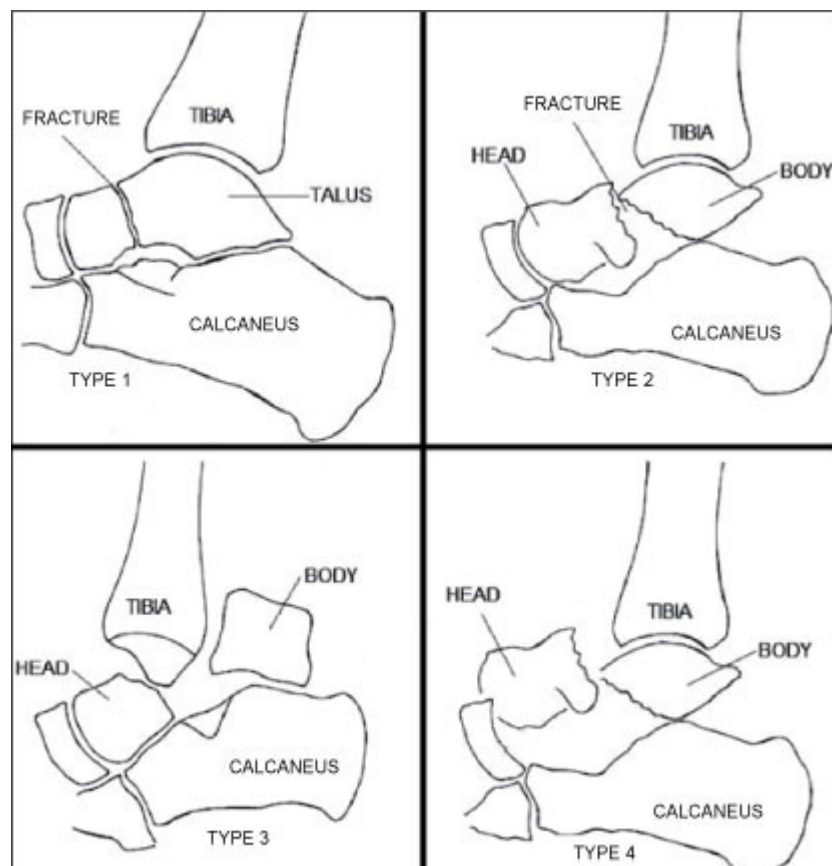 FRACTURE
TIBIA
TALUS
CALCANEUS
TYPE 1
FRACTURE
TIBIA
HEAD
BODY
CALCANEUS
TYPE 2
BODY
TIBIA
HEAD
CALCANEUS
TYPE 3
HEAD
TIBIA
BODY
CALCANEUS
TYPE 4